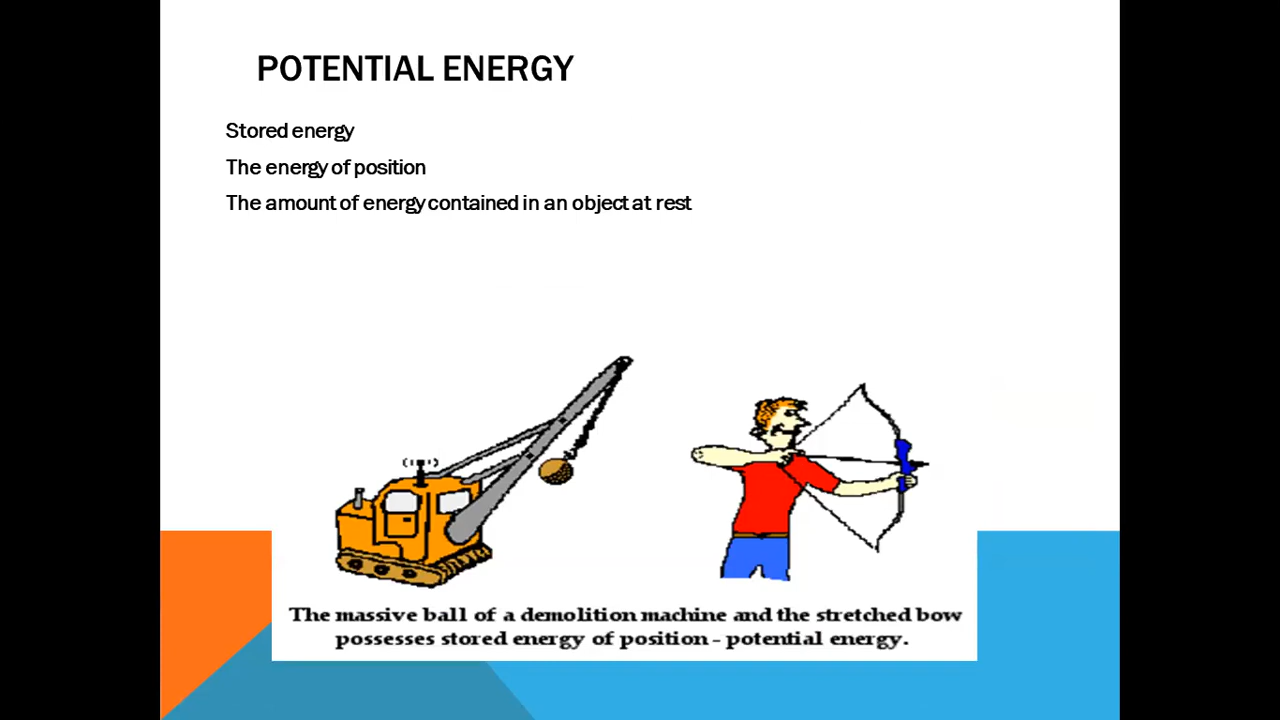 POTENTIAL ENERGY
Stored energy
The energy of position
The amount of energy contained in an object at rest
The massive ball of a demolition machine and the stretched bow
possesses stored energy of position - potential energy.